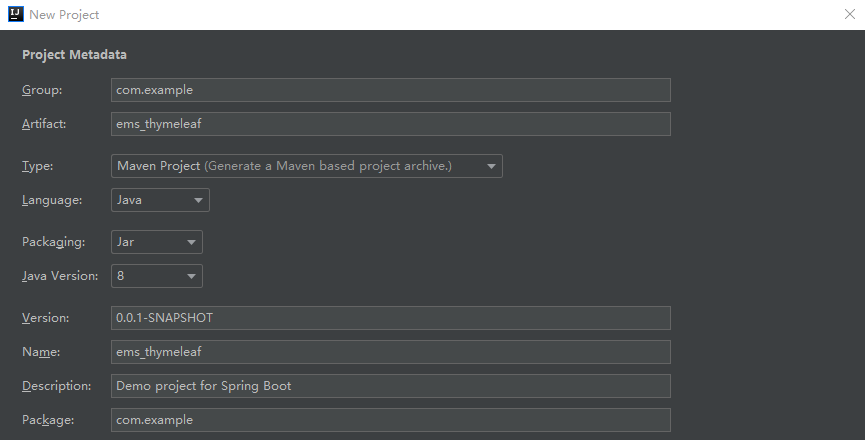 IJ New Project
Project Metadata
Group: com.example
Artifact: ems_thymeleaf
Type: Maven Project (Generate a Maven based project archive.)
Language: Java
Packaging: Jar
Java Version: 8
Version: 0.0.1-SNAPSHOT
Name: ems_thymeleaf
Description: Demo project for Spring Boot
Package: com.example